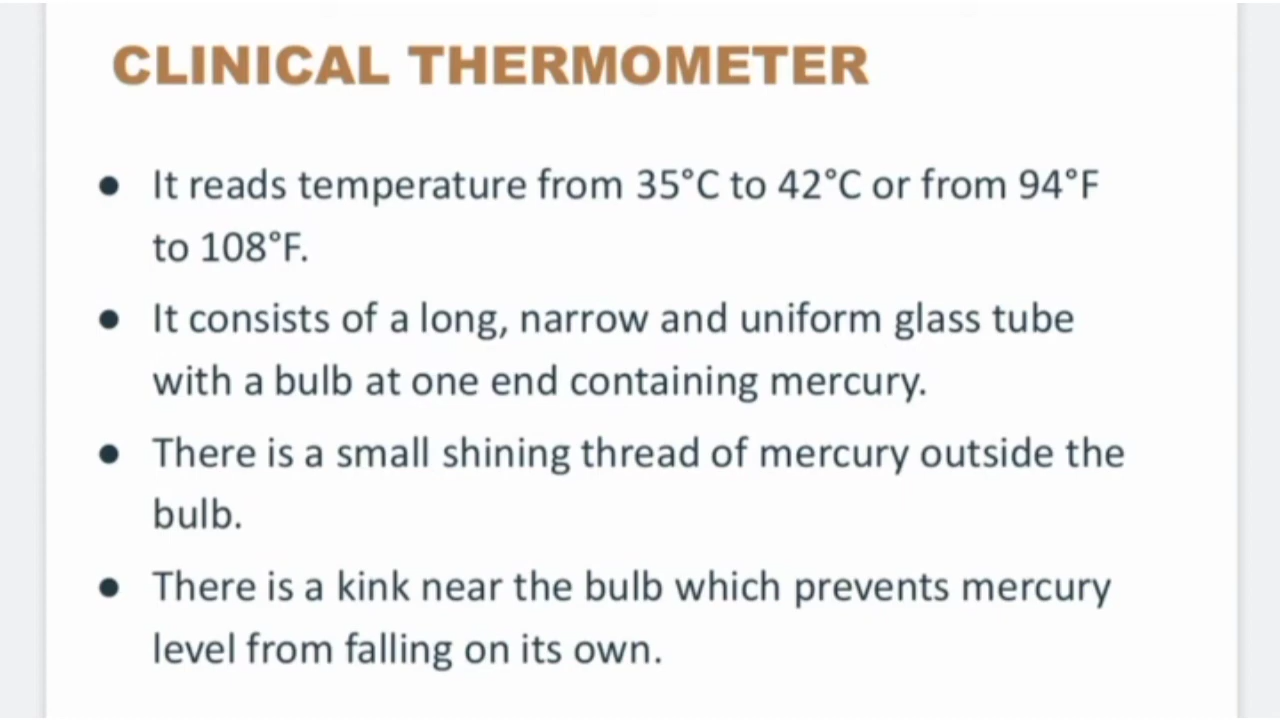 CLINICAL THERMOMETER
● It reads temperature from 35°C to 42°C or from 94°F
to 108°F.
● It consists of a long, narrow and uniform glass tube
with a bulb at one end containing mercury.
● There is a small shining thread of mercury outside the
bulb.
● There is a kink near the bulb which prevents mercury
level from falling on its own.